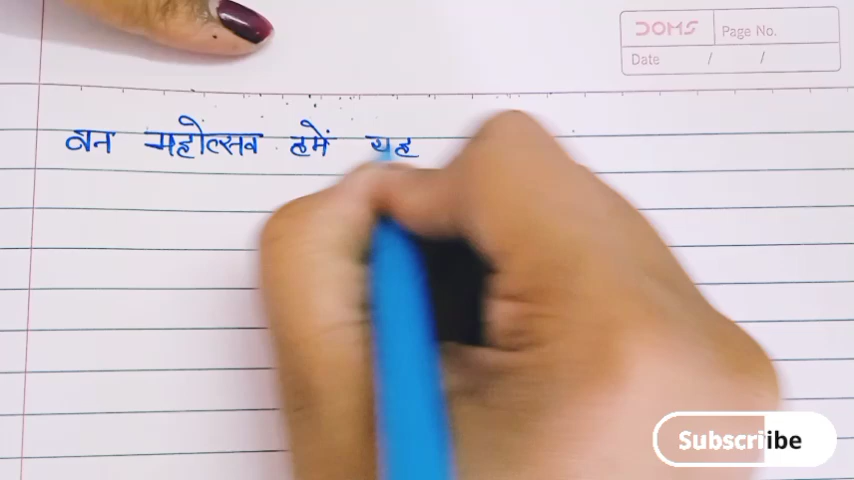 DOMS Page No.
Date / /
वन महोत्सव हमें यह
Subscribe